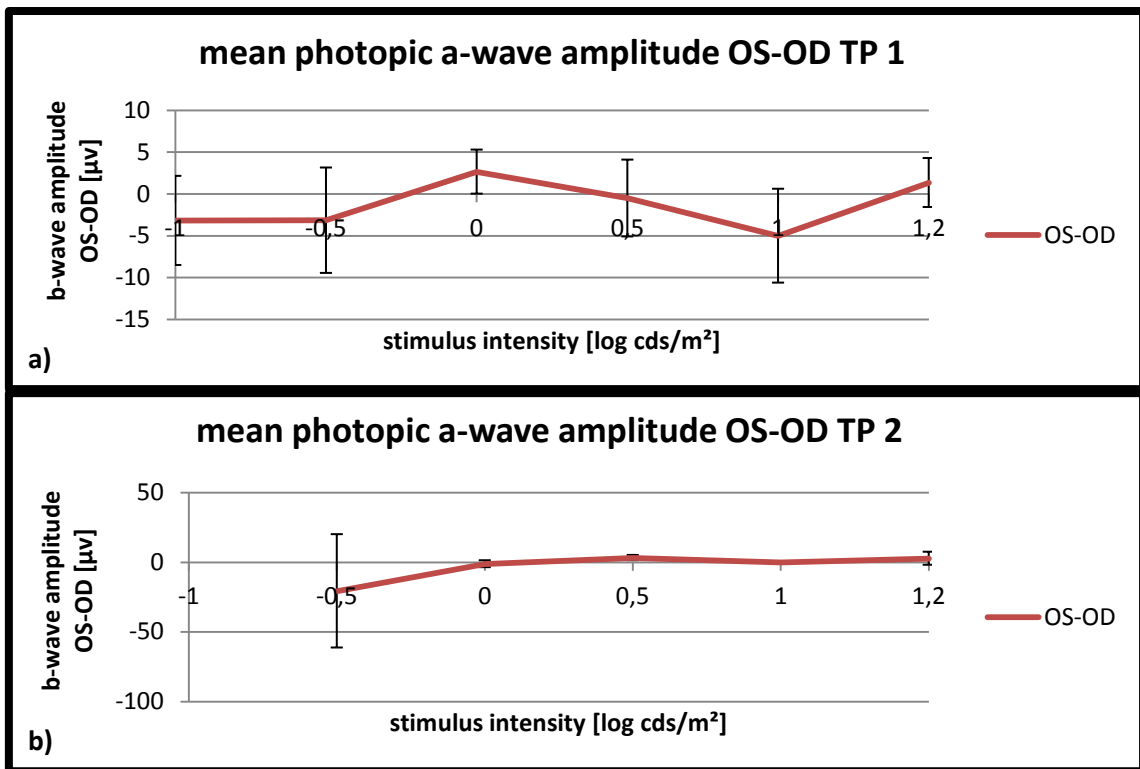 mean photopic a-wave amplitude OS-OD TP 1
b-wave amplitude
OS-OD [µv]
10
5
0
-5
-10
-15
-1
-0,5
0
0,5
1
1,2
OS-OD
stimulus intensity [log cds/m²]
a)
mean photopic a-wave amplitude OS-OD TP 2
b-wave amplitude
OS-OD [µv]
50
0
-50
-100
-1
-0,5
0
0,5
1
1,2
OS-OD
stimulus intensity [log cds/m²]
b)